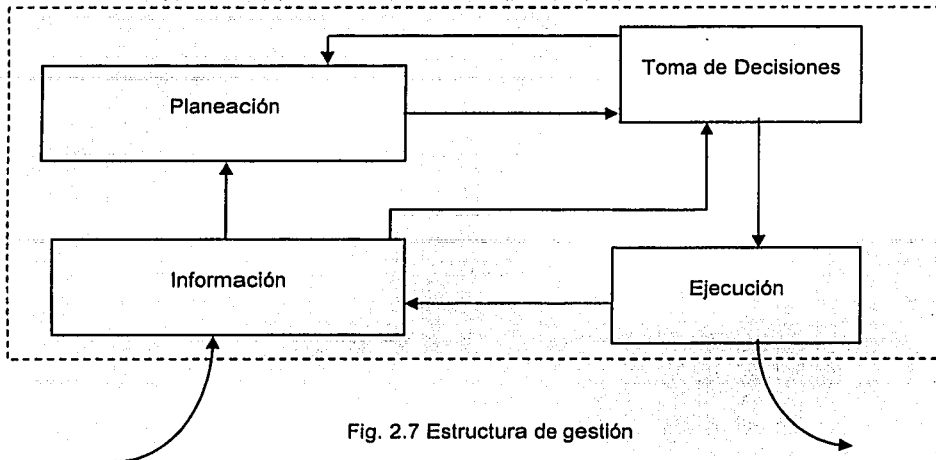 Toma de Decisiones
Planeación
Información
Ejecución
Fig. 2.7 Estructura de gestión